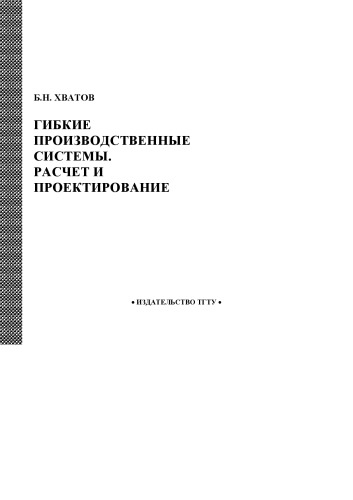 Б.Н. ХВАТОВ
ГИБКИЕ
ПРОИЗВОДСТВЕННЫЕ
СИСТЕМЫ.
РАСЧЕТ И
ПРОЕКТИРОВАНИЕ
• ИЗДАТЕЛЬСТВО ТГТУ •